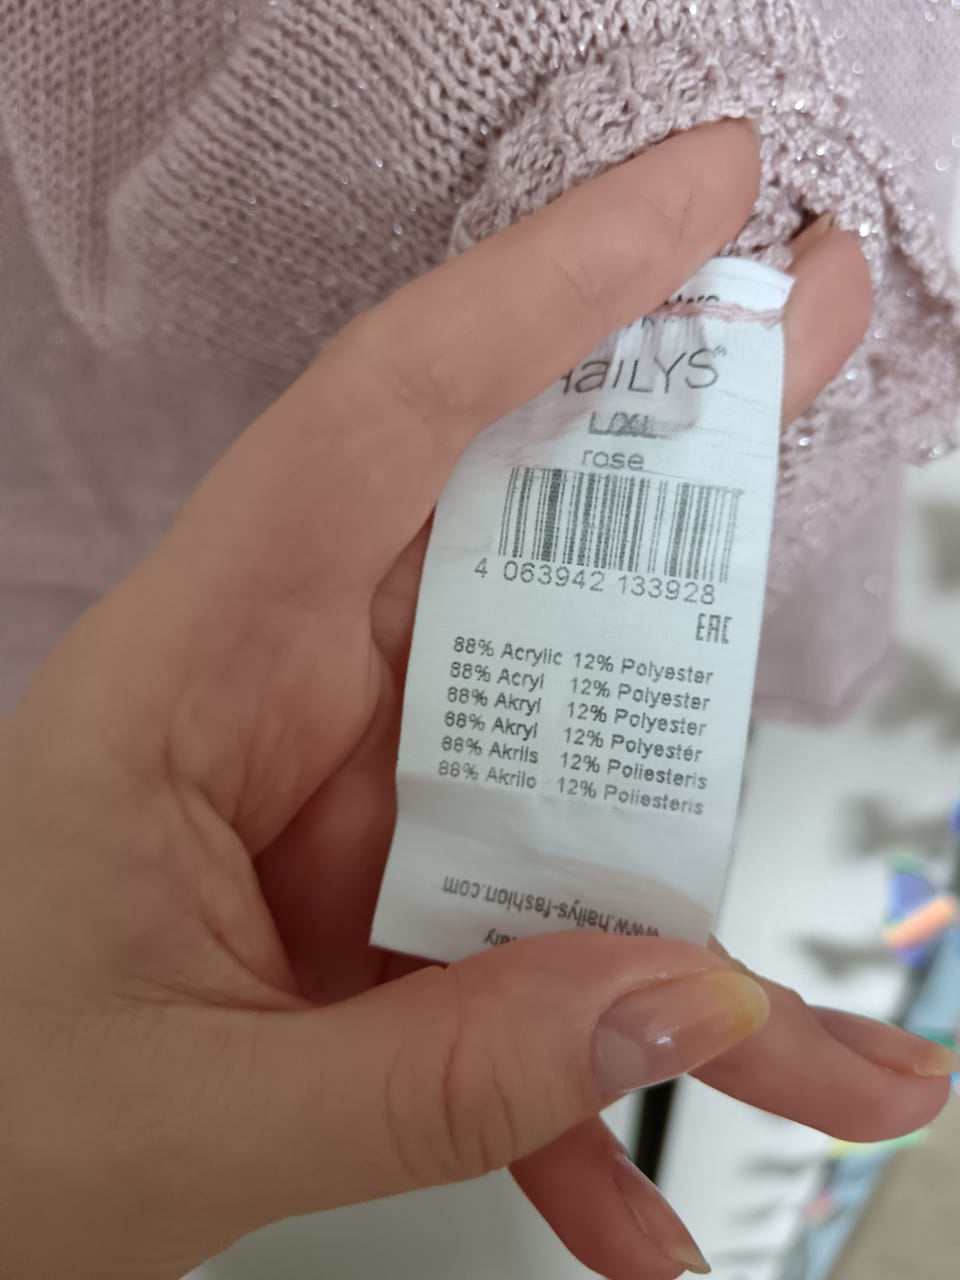 HaILYS
L/XL
rose
4 063942 133928
EAC
88% Acrylic 12% Polyester
88% Acryl 12% Polyester
88% Akryl 12% Polyester
88% Akryl 12% Polyestér
88% Akrils 12% Poliesteris
88% Akrilo 12% Poliesteris
www.hailys-fashion.com